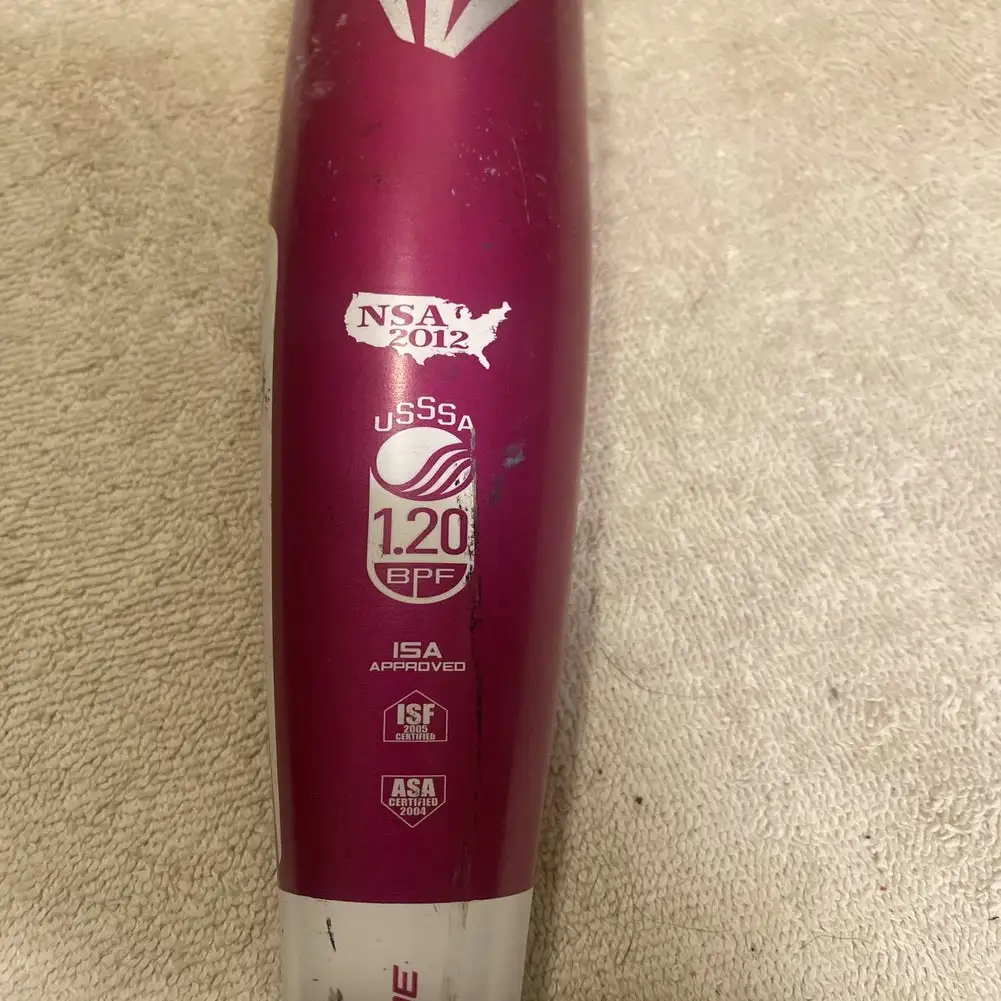 NSA
2012
USSSA
1.20
BPF
ISA
APPROVED
ISF
2005
CERTIFIED
ASA
CERTIFIED
2004